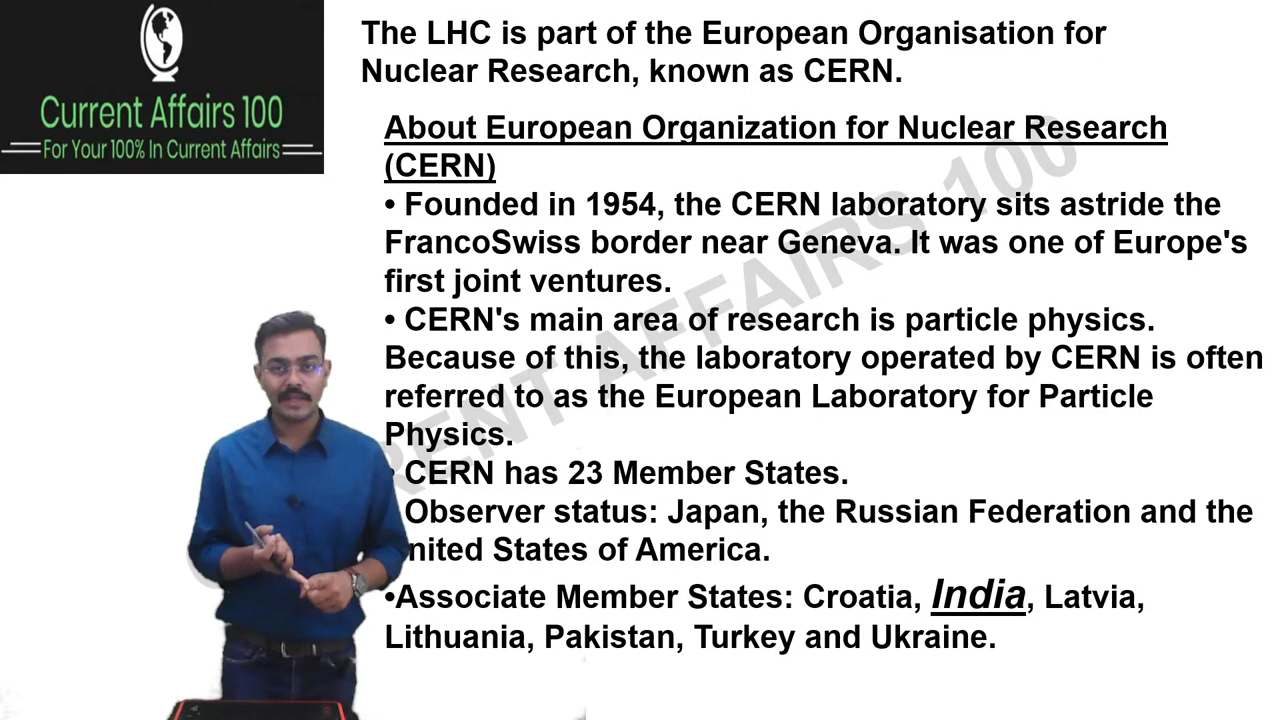 Current Affairs 100
For Your 100% In Current Affairs
The LHC is part of the European Organisation for
Nuclear Research, known as CERN.
About European Organization for Nuclear Research
(CERN)
• Founded in 1954, the CERN laboratory sits astride the
FrancoSwiss border near Geneva. It was one of Europe's
first joint ventures.
• CERN's main area of research is particle physics.
Because of this, the laboratory operated by CERN is often
referred to as the European Laboratory for Particle
Physics.
CERN has 23 Member States.
Observer status: Japan, the Russian Federation and the
nited States of America.
•Associate Member States: Croatia, India, Latvia,
Lithuania, Pakistan, Turkey and Ukraine.
RENT AFFAIRS 100